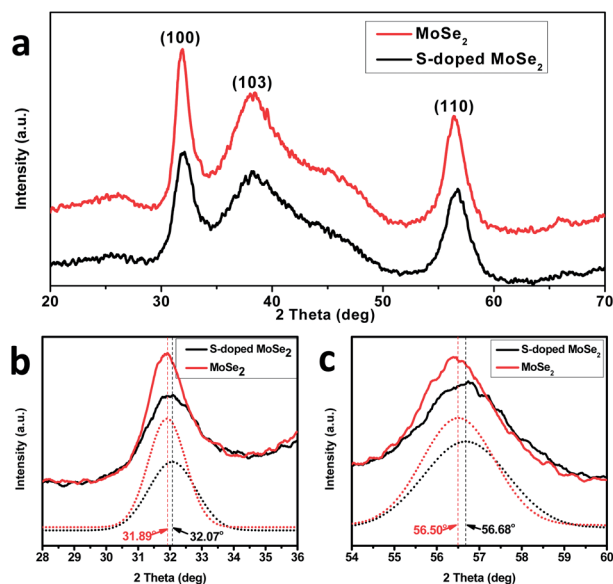 a
(100)
(103)
(110)
MoSe₂
S-doped MoSe₂
Intensity (a.u.)
20 30 40 50 60 70
2 Theta (deg)
b
S-doped MoSe₂
MoSe₂
Intensity (a.u.)
31.89° 32.07°
28 29 30 31 32 33 34 35 36
2 Theta (deg)
c
S-doped MoSe₂
MoSe₂
Intensity (a.u.)
56.50° 56.68°
54 55 56 57 58 59 60
2 Theta (deg)